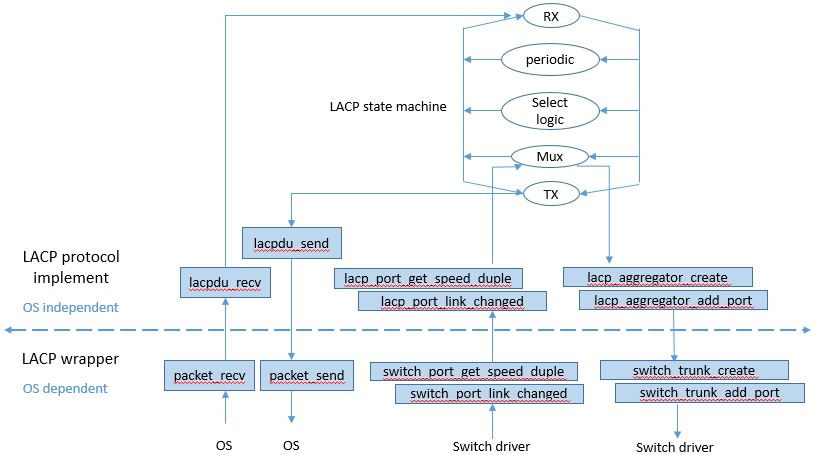 RX
periodic
LACP state machine
Select
logic
Mux
TX
lacpdu_send
LACP protocol
implement
lacpdu_recv
lacp_port_get_speed_duple
lacp_aggregator_create
OS independent
lacp_port_link_changed
lacp_aggregator_add_port
LACP wrapper
OS dependent
packet_recv
packet_send
switch_port_get_speed_duple
switch_trunk_create
switch_port_link_changed
switch_trunk_add_port
OS
OS
Switch driver
Switch driver